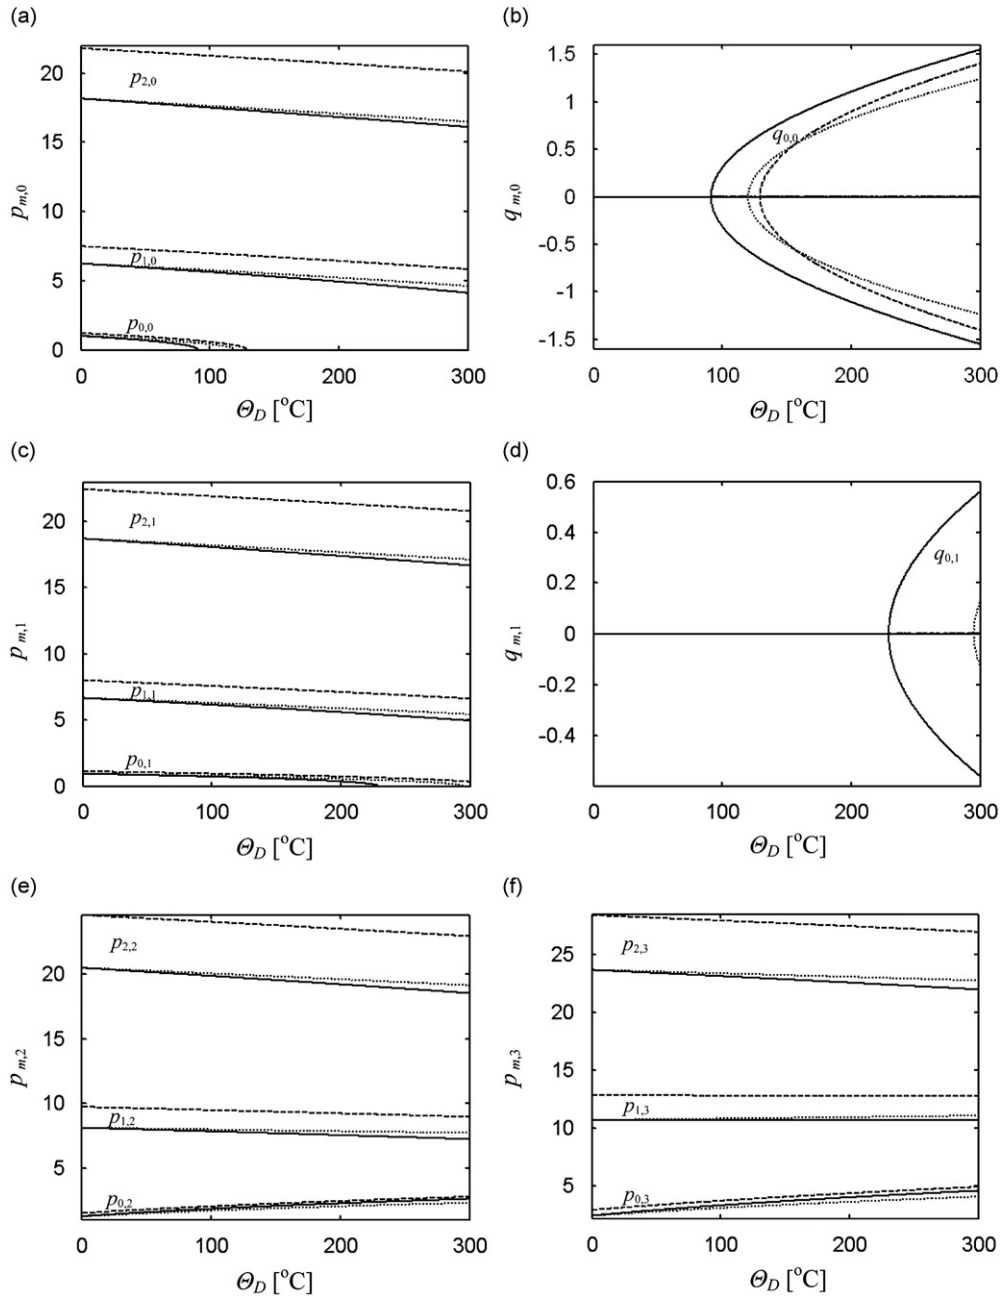 (a)
20
15
10
5
0
p2,0
p1,0
p0,0
pm,0
0 100 200 300
ΘD [°C]
(b)
1.5
1
0.5
0
-0.5
-1
-1.5
q0,0
qm,0
0 100 200 300
ΘD [°C]
(c)
20
15
10
5
0
p2,1
p1,1
p0,1
pm,1
0 100 200 300
ΘD [°C]
(d)
0.6
0.4
0.2
0
-0.2
-0.4
q0,1
qm,1
0 100 200 300
ΘD [°C]
(e)
20
15
10
5
p2,2
p1,2
p0,2
pm,2
0 100 200 300
ΘD [°C]
(f)
25
20
15
10
5
p2,3
p1,3
p0,3
pm,3
0 100 200 300
ΘD [°C]